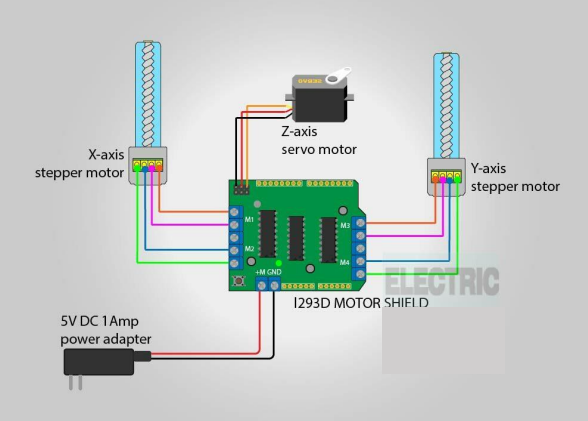 Z-axis
servo motor
X-axis
stepper motor
Y-axis
stepper motor
M1
M3
M2
M4
+M GND
ELECTRIC
I293D MOTOR SHIELD
5V DC 1Amp
power adapter